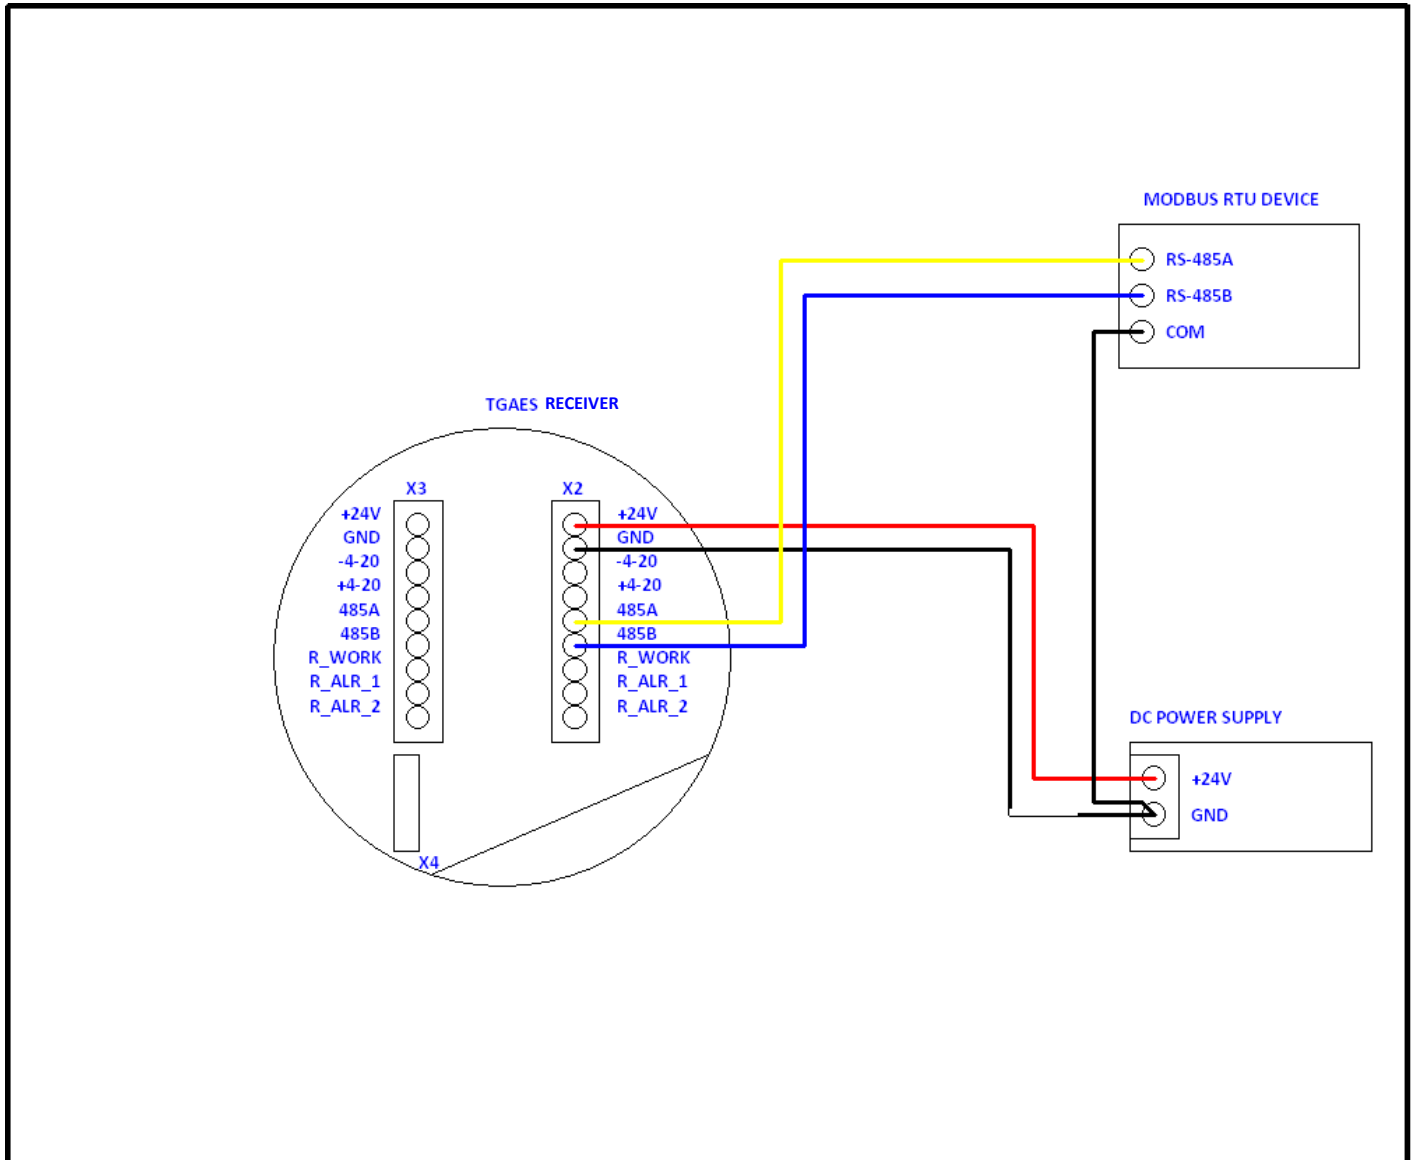 MODBUS RTU DEVICE
RS-485A
RS-485B
COM
TGAES RECEIVER
X3
+24V
GND
-4-20
+4-20
485A
485B
R_WORK
R_ALR_1
R_ALR_2
X2
+24V
GND
-4-20
+4-20
485A
485B
R_WORK
R_ALR_1
R_ALR_2
X4
DC POWER SUPPLY
+24V
GND